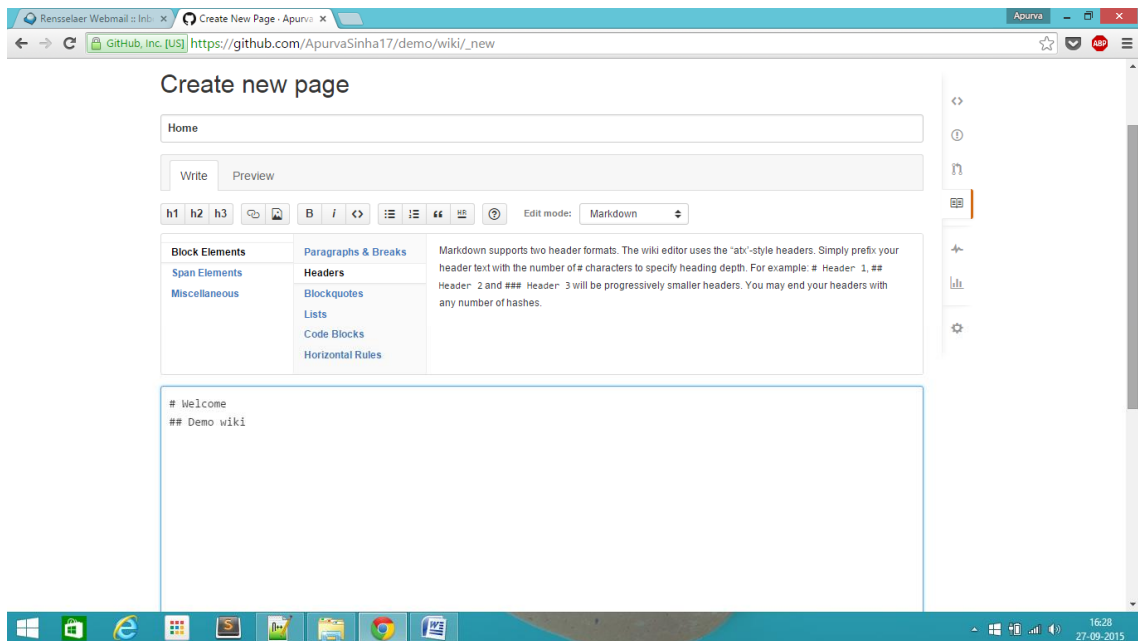 Rensselaer Webmail :: Inb
Create New Page · Apurva
Apurva
GitHub, Inc. [US] https://github.com/ApurvaSinha17/demo/wiki/_new
ABP
Create new page
Home
Write Preview
h1 h2 h3 B i <> “ HR ? Edit mode: Markdown
Block Elements
Span Elements
Miscellaneous
Paragraphs & Breaks
Headers
Blockquotes
Lists
Code Blocks
Horizontal Rules
Markdown supports two header formats. The wiki editor uses the “atx’-style headers. Simply prefix your
header text with the number of # characters to specify heading depth. For example: # Header 1, ##
Header 2 and ### Header 3 will be progressively smaller headers. You may end your headers with
any number of hashes.
# Welcome
## Demo wiki
16:28
27-09-2015